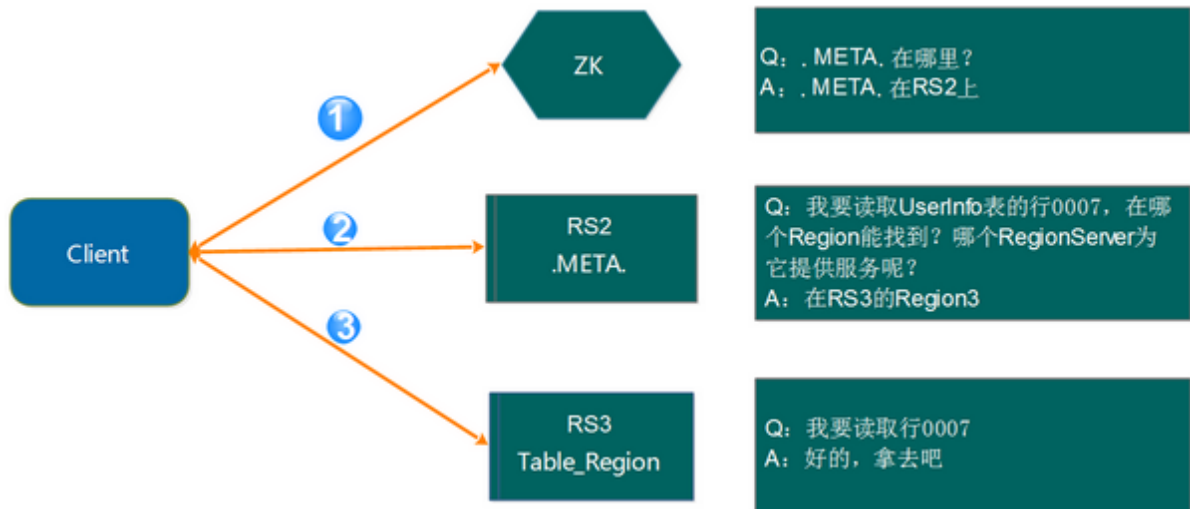 ZK
Q：.META.在哪里？
A：.META.在RS2上
1
Client
2
RS2
.META.
Q：我要读取UserInfo表的行0007，在哪
个Region能找到？哪个RegionServer为
它提供服务呢？
A：在RS3的Region3
3
RS3
Table_Region
Q：我要读取行0007
A：好的，拿去吧